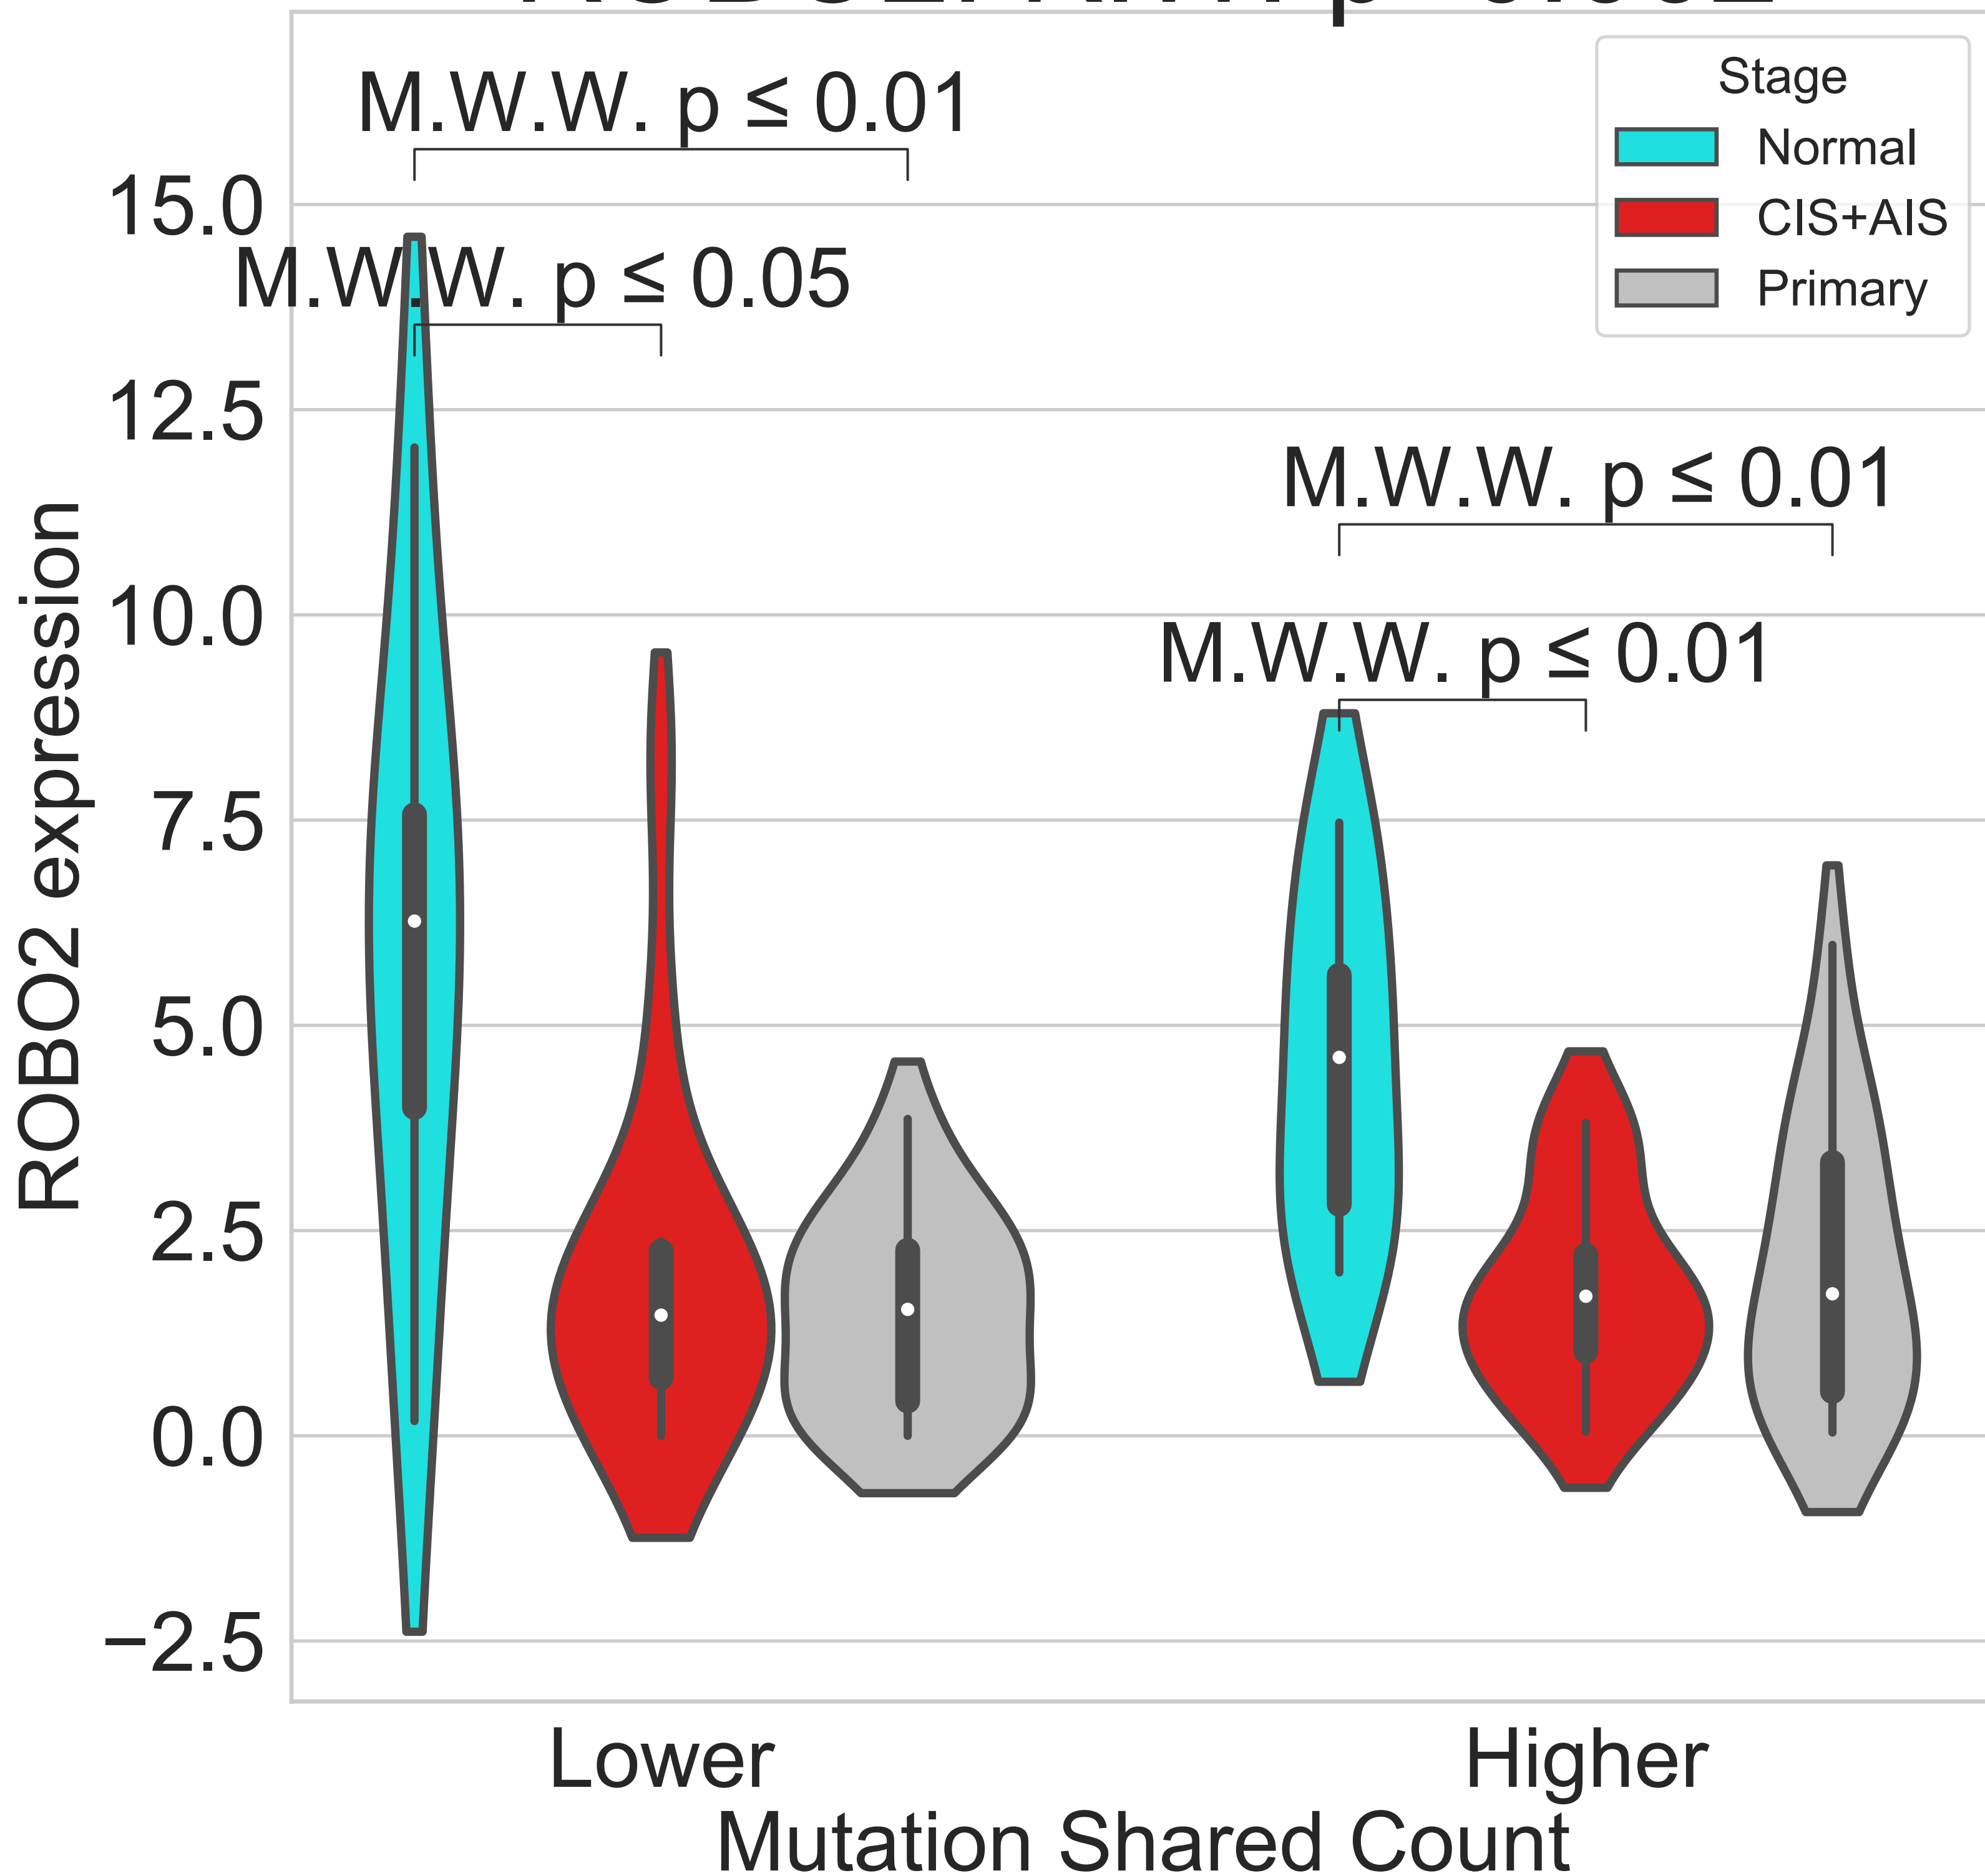 M.W.W. p ≤ 0.01
M.W.W. p ≤ 0.05
M.W.W. p ≤ 0.01
M.W.W. p ≤ 0.01
Stage
Normal
CIS+AIS
Primary
15.0
12.5
10.0
7.5
5.0
2.5
0.0
−2.5
ROBO2 expression
Lower
Higher
Mutation Shared Count